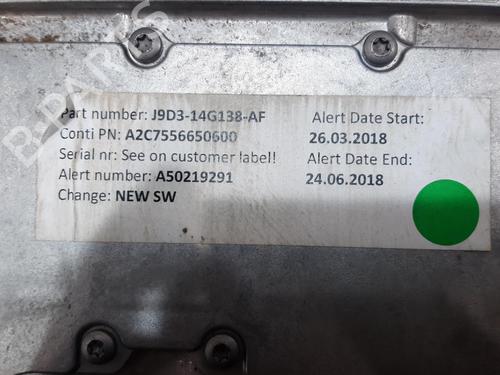 Part number: J9D3-14G138-AF Alert Date Start:
Conti PN: A2C7556650600 26.03.2018
Serial nr: See on customer label! Alert Date End:
Alert number: A50219291 24.06.2018
Change: NEW SW
B-PARTS